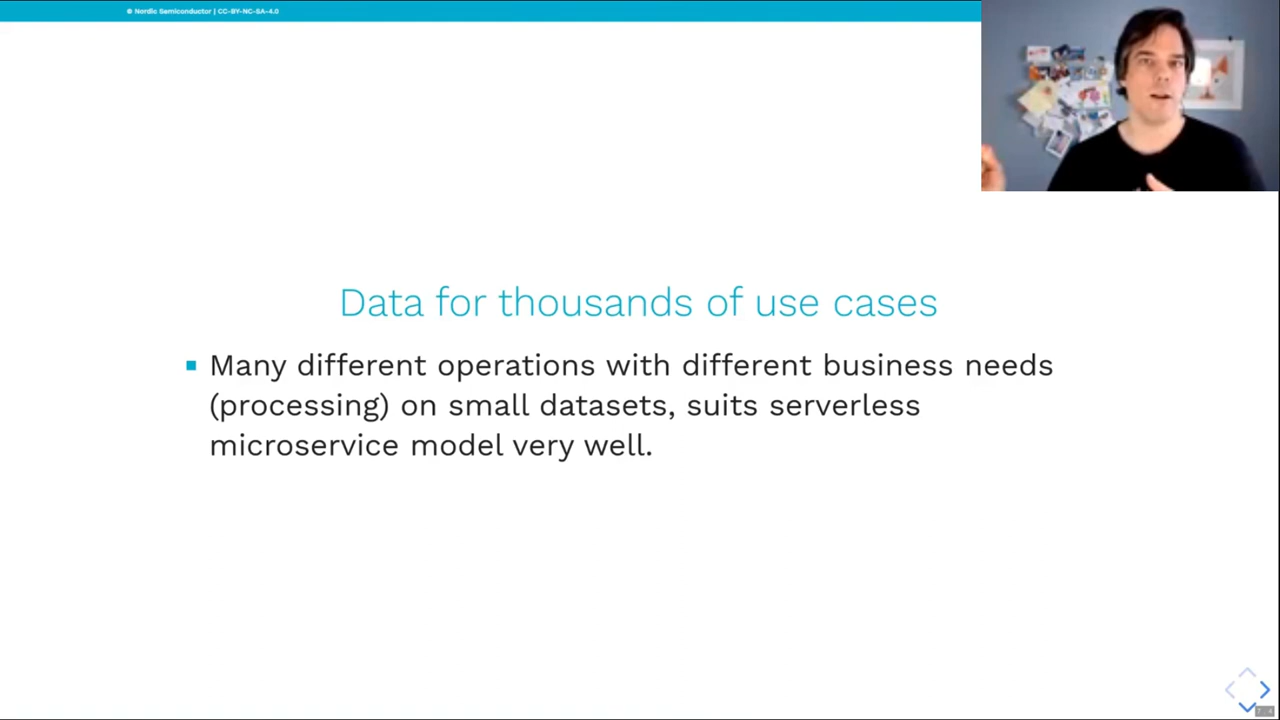 © Nordic Semiconductor | CC-BY-NC-SA-4.0
Data for thousands of use cases
Many different operations with different business needs
(processing) on small datasets, suits serverless
microservice model very well.